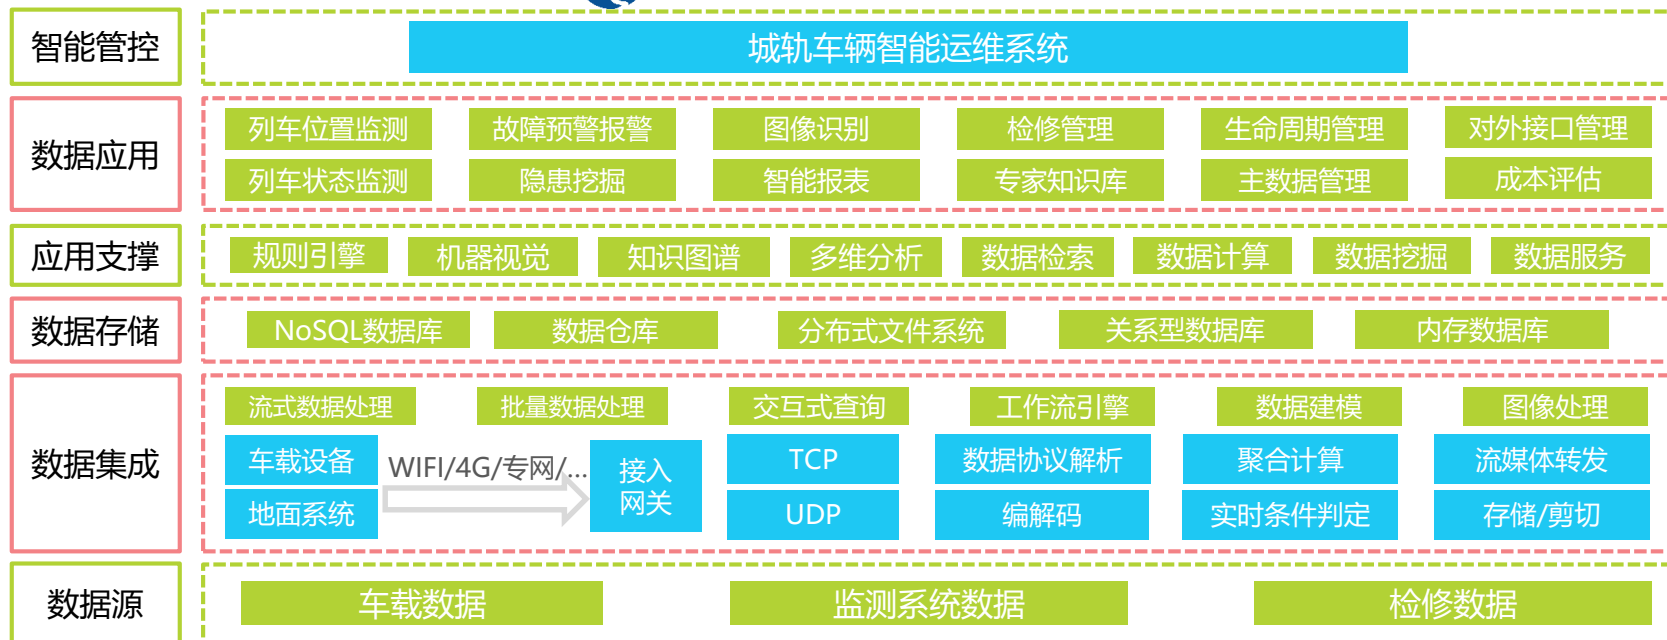 智能管控
城轨车辆智能运维系统
数据应用
列车位置监测 故障预警报警 图像识别 检修管理 生命周期管理 对外接口管理
列车状态监测 隐患挖掘 智能报表 专家知识库 主数据管理 成本评估
应用支撑
规则引擎 机器视觉 知识图谱 多维分析 数据检索 数据计算 数据挖掘 数据服务
数据存储
NoSQL数据库 数据仓库 分布式文件系统 关系型数据库 内存数据库
数据集成
流式数据处理 批量数据处理 交互式查询 工作流引擎 数据建模 图像处理
车载设备 WIFI/4G/专网/... 接入 TCP 数据协议解析 聚合计算 流媒体转发
地面系统 网关 UDP 编解码 实时条件判定 存储/剪切
数据源
车载数据 监测系统数据 检修数据